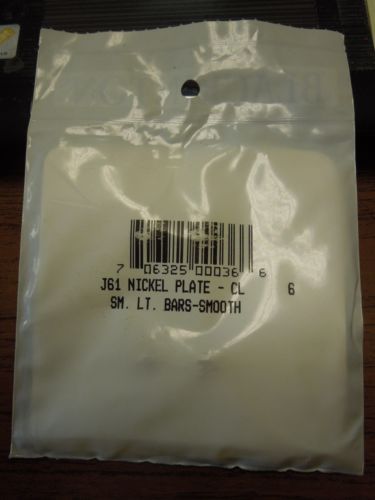 7 06325 00036 6
J61 NICKEL PLATE - CL 6
SM. LT. BARS-SMOOTH